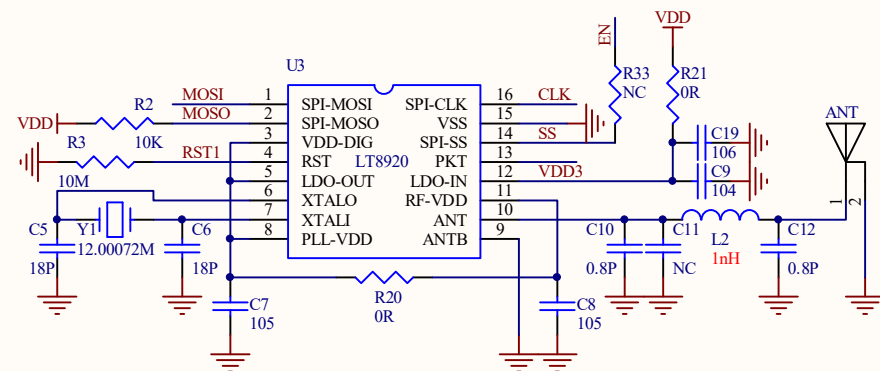 U3
VDD
EN
R33
NC
R21
0R
ANT
MOSI
1
SPI-MOSI
SPI-CLK
16
CLK
R2
MOSO
2
SPI-MOSO
VSS
15
VDD
10K
3
VDD-DIG
SPI-SS
14
SS
C19
106
R3
RST1
4
RST
LT8920
PKT
13
10M
5
LDO-OUT
LDO-IN
12
VDD3
C9
104
6
XTALO
RF-VDD
11
1
2
C5
Y1
C6
7
XTALI
ANT
10
C10
C11
L2
C12
12.00072M
8
PLL-VDD
ANTB
9
18P
18P
0.8P
NC
1nH
0.8P
R20
0R
C7
105
C8
105